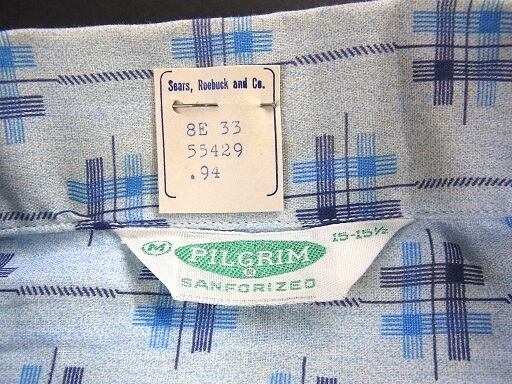 Sears, Roebuck and Co.
8E 33
55429
.94
M PILGRIM 15-15½
R
SANFORIZED